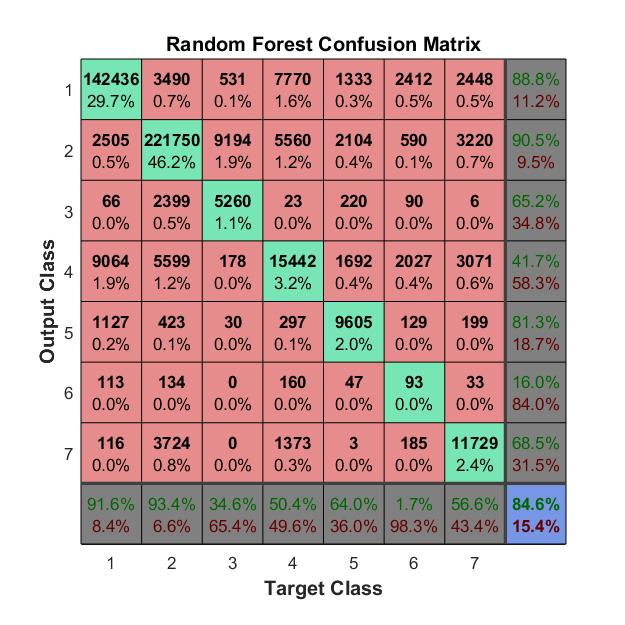 Random Forest Confusion Matrix
1 142436 3490 531 7770 1333 2412 2448 88.8%
29.7% 0.7% 0.1% 1.6% 0.3% 0.5% 0.5% 11.2%
2 2505 221750 9194 5560 2104 590 3220 90.5%
0.5% 46.2% 1.9% 1.2% 0.4% 0.1% 0.7% 9.5%
3 66 2399 5260 23 220 90 6 65.2%
0.0% 0.5% 1.1% 0.0% 0.0% 0.0% 0.0% 34.8%
4 9064 5599 178 15442 1692 2027 3071 41.7%
1.9% 1.2% 0.0% 3.2% 0.4% 0.4% 0.6% 58.3%
5 1127 423 30 297 9605 129 199 81.3%
0.2% 0.1% 0.0% 0.1% 2.0% 0.0% 0.0% 18.7%
6 113 134 0 160 47 93 33 16.0%
0.0% 0.0% 0.0% 0.0% 0.0% 0.0% 0.0% 84.0%
7 116 3724 0 1373 3 185 11729 68.5%
0.0% 0.8% 0.0% 0.3% 0.0% 0.0% 2.4% 31.5%
91.6% 93.4% 34.6% 50.4% 64.0% 1.7% 56.6% 84.6%
8.4% 6.6% 65.4% 49.6% 36.0% 98.3% 43.4% 15.4%
1 2 3 4 5 6 7
Target Class
Output Class